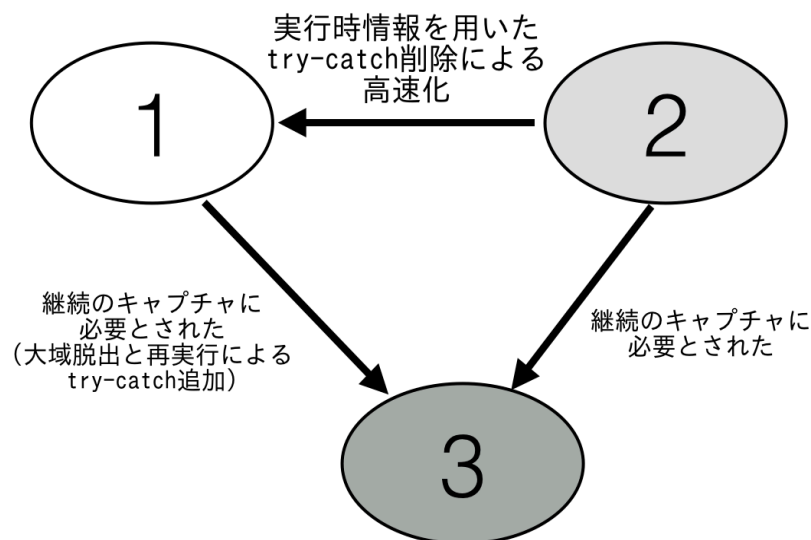 実行時情報を用いた
try-catch削除による
高速化
1
2
継続のキャプチャに
必要とされた
(大域脱出と再実行による
try-catch追加)
継続のキャプチャに
必要とされた
3